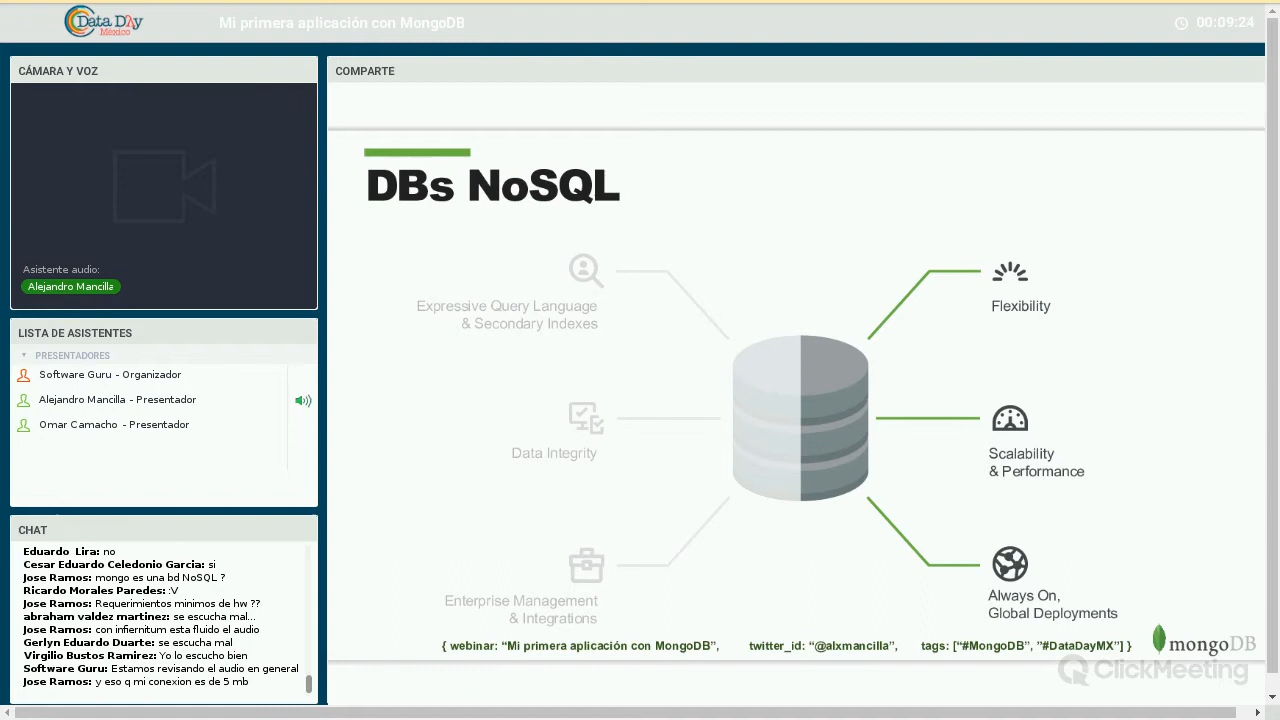 Data Day
México
Mi primera aplicación con MongoDB
00:09:24
CÁMARA Y VOZ
Asistente audio:
Alejandro Mancilla
LISTA DE ASISTENTES
PRESENTADORES
Software Guru - Organizador
Alejandro Mancilla - Presentador
Omar Camacho - Presentador
CHAT
Eduardo Lira: no
Cesar Eduardo Celedonio Garcia: si
Jose Ramos: mongo es una bd NoSQL ?
Ricardo Morales Paredes: :V
Jose Ramos: Requerimientos minimos de hw ??
abraham valdez martinez: se escucha mal...
Jose Ramos: con infiernitum esta fluido el audio
Gerlyn Eduardo Duarte: se escucha mal
Virgilio Bustos Ramirez: Yo lo escucho bien
Software Guru: Estamos revisando el audio en general
Jose Ramos: y eso q mi conexion es de 5 mb
COMPARTE
DBs NoSQL
Expressive Query Language
& Secondary Indexes
Data Integrity
Enterprise Management
& Integrations
Flexibility
Scalability
& Performance
Always On,
Global Deployments
{ webinar: “Mi primera aplicación con MongoDB”, twitter_id: “@alxmancilla”, tags: [“#MongoDB”, ”#DataDayMX”] }
mongoDB
ClickMeeting